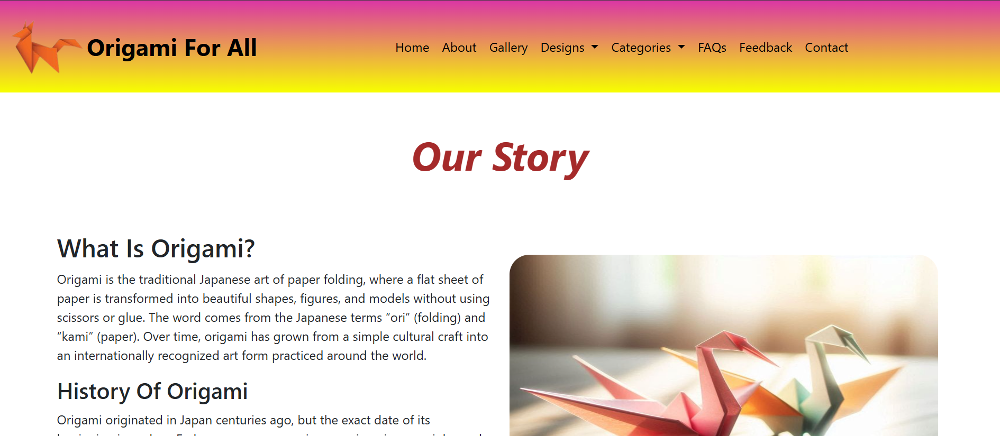 Origami For All
Home About Gallery Designs Categories FAQs Feedback Contact
Our Story
What Is Origami?
Origami is the traditional Japanese art of paper folding, where a flat sheet of
paper is transformed into beautiful shapes, figures, and models without using
scissors or glue. The word comes from the Japanese terms “ori” (folding) and
“kami” (paper). Over time, origami has grown from a simple cultural craft into
an internationally recognized art form practiced around the world.
History Of Origami
Origami originated in Japan centuries ago, but the exact date of its